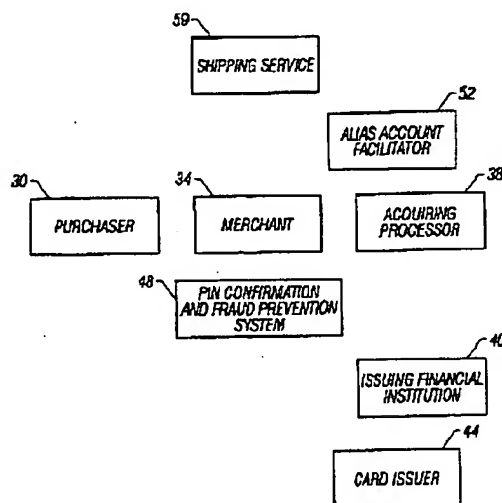 59
SHIPPING SERVICE
52
ALIAS ACCOUNT
FACILITATOR
30
PURCHASER
34
MERCHANT
38
ACQUIRING
PROCESSOR
48
PIN CONFIRMATION
AND FRAUD PREVENTION
SYSTEM
40
ISSUING FINANCIAL
INSTITUTION
44
CARD ISSUER